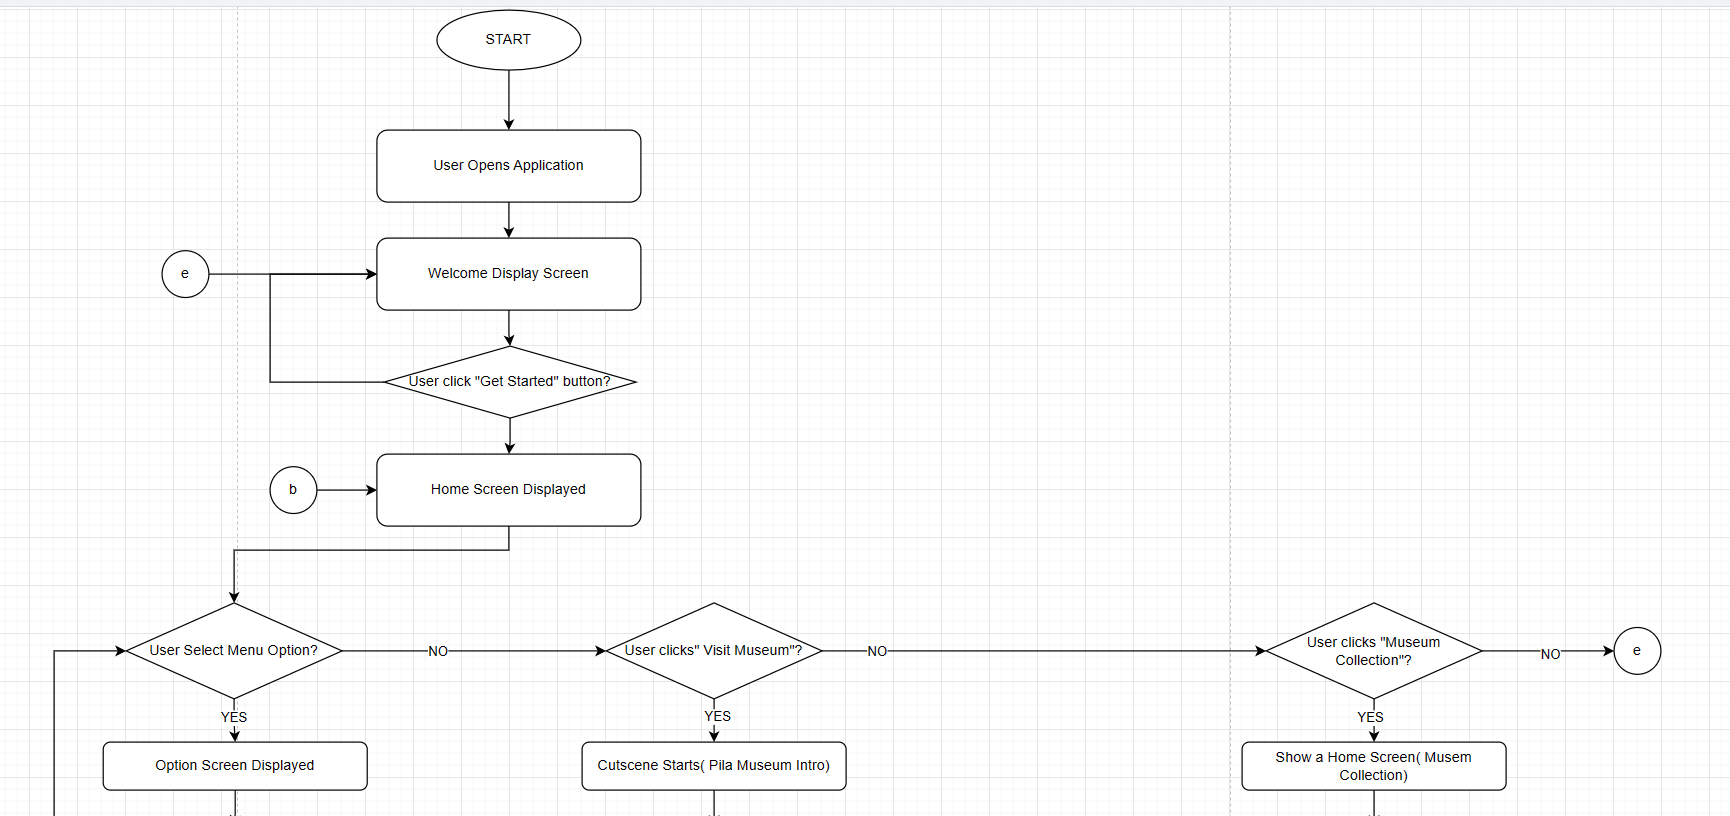 START
User Opens Application
e
Welcome Display Screen
User click "Get Started" button?
b
Home Screen Displayed
User Select Menu Option?
NO
User clicks" Visit Museum"?
NO
User clicks "Museum
Collection"?
NO
e
YES
YES
YES
Option Screen Displayed
Cutscene Starts( Pila Museum Intro)
Show a Home Screen( Musem
Collection)